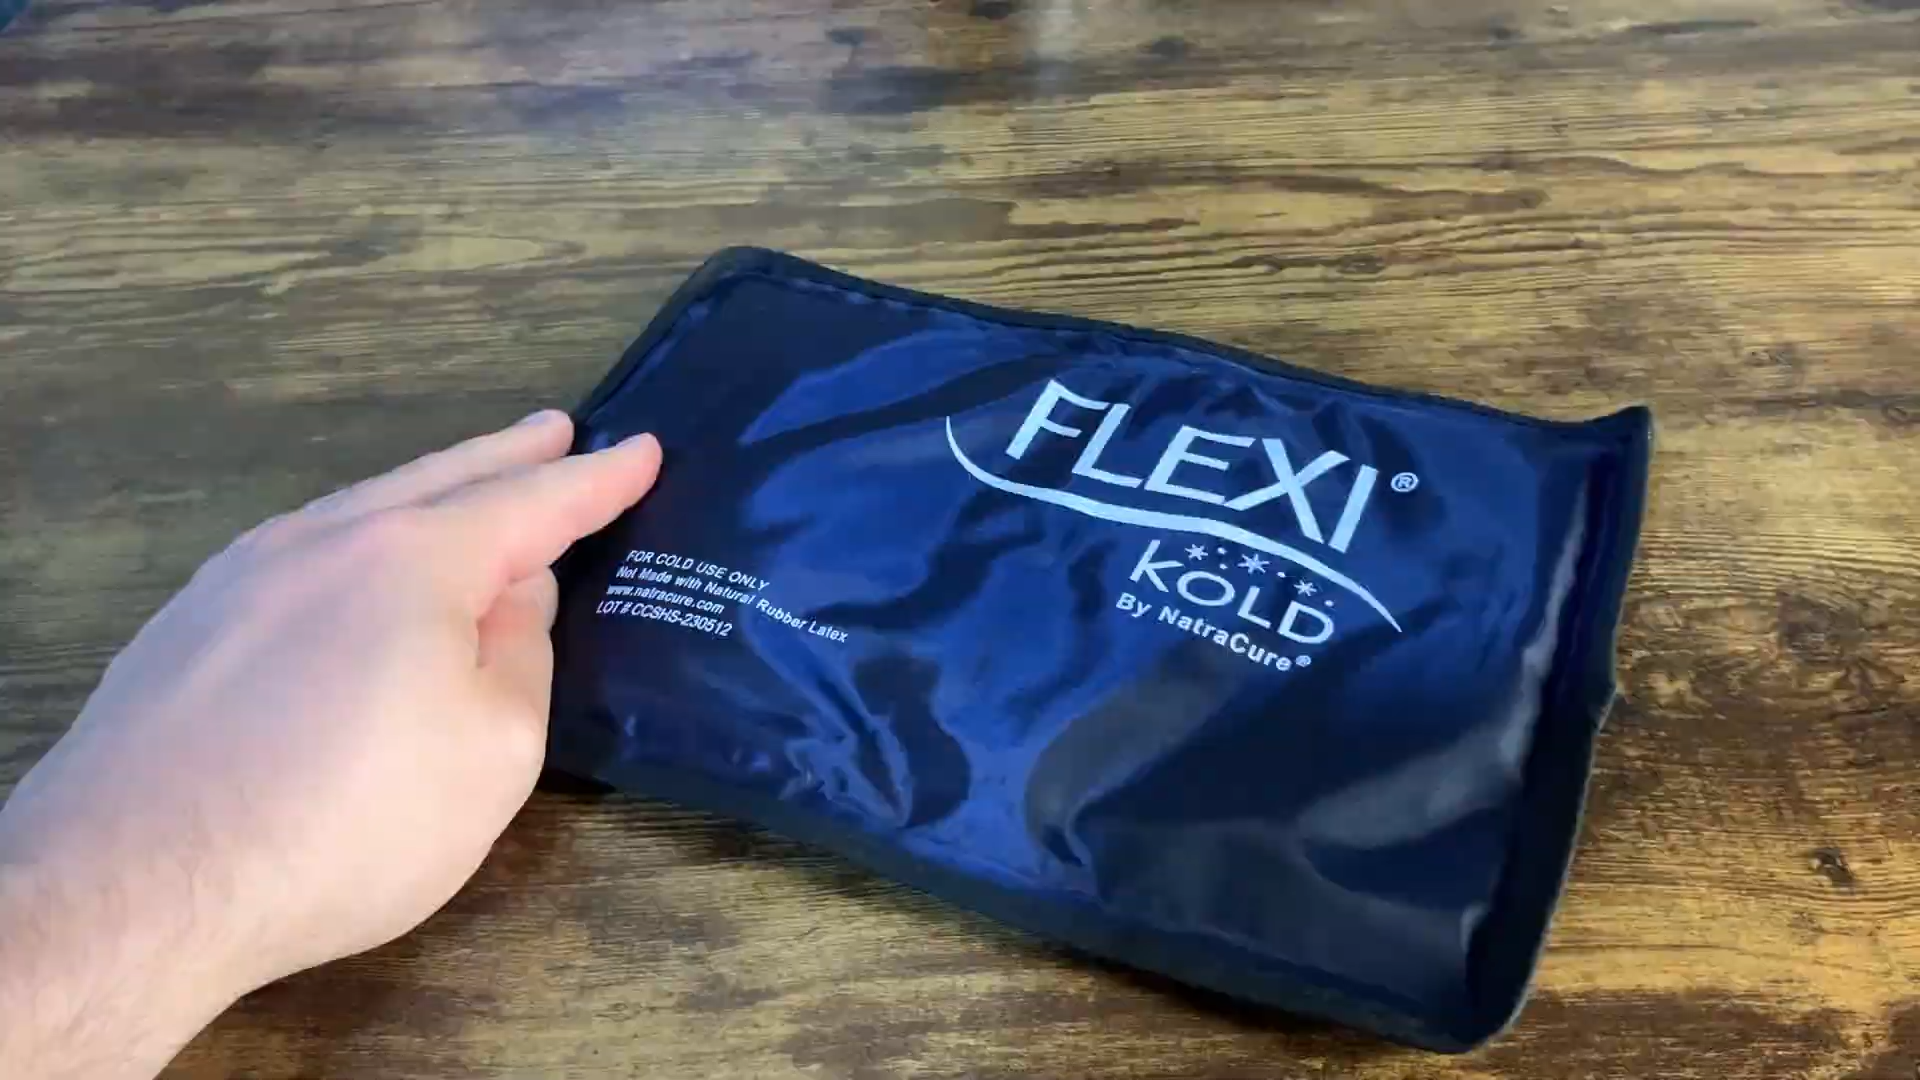 FLEXI®
KOLD
By NatraCure®
FOR COLD USE ONLY
Not Made with Natural Rubber Latex
www.natracure.com
LOT # CCSHS-230512